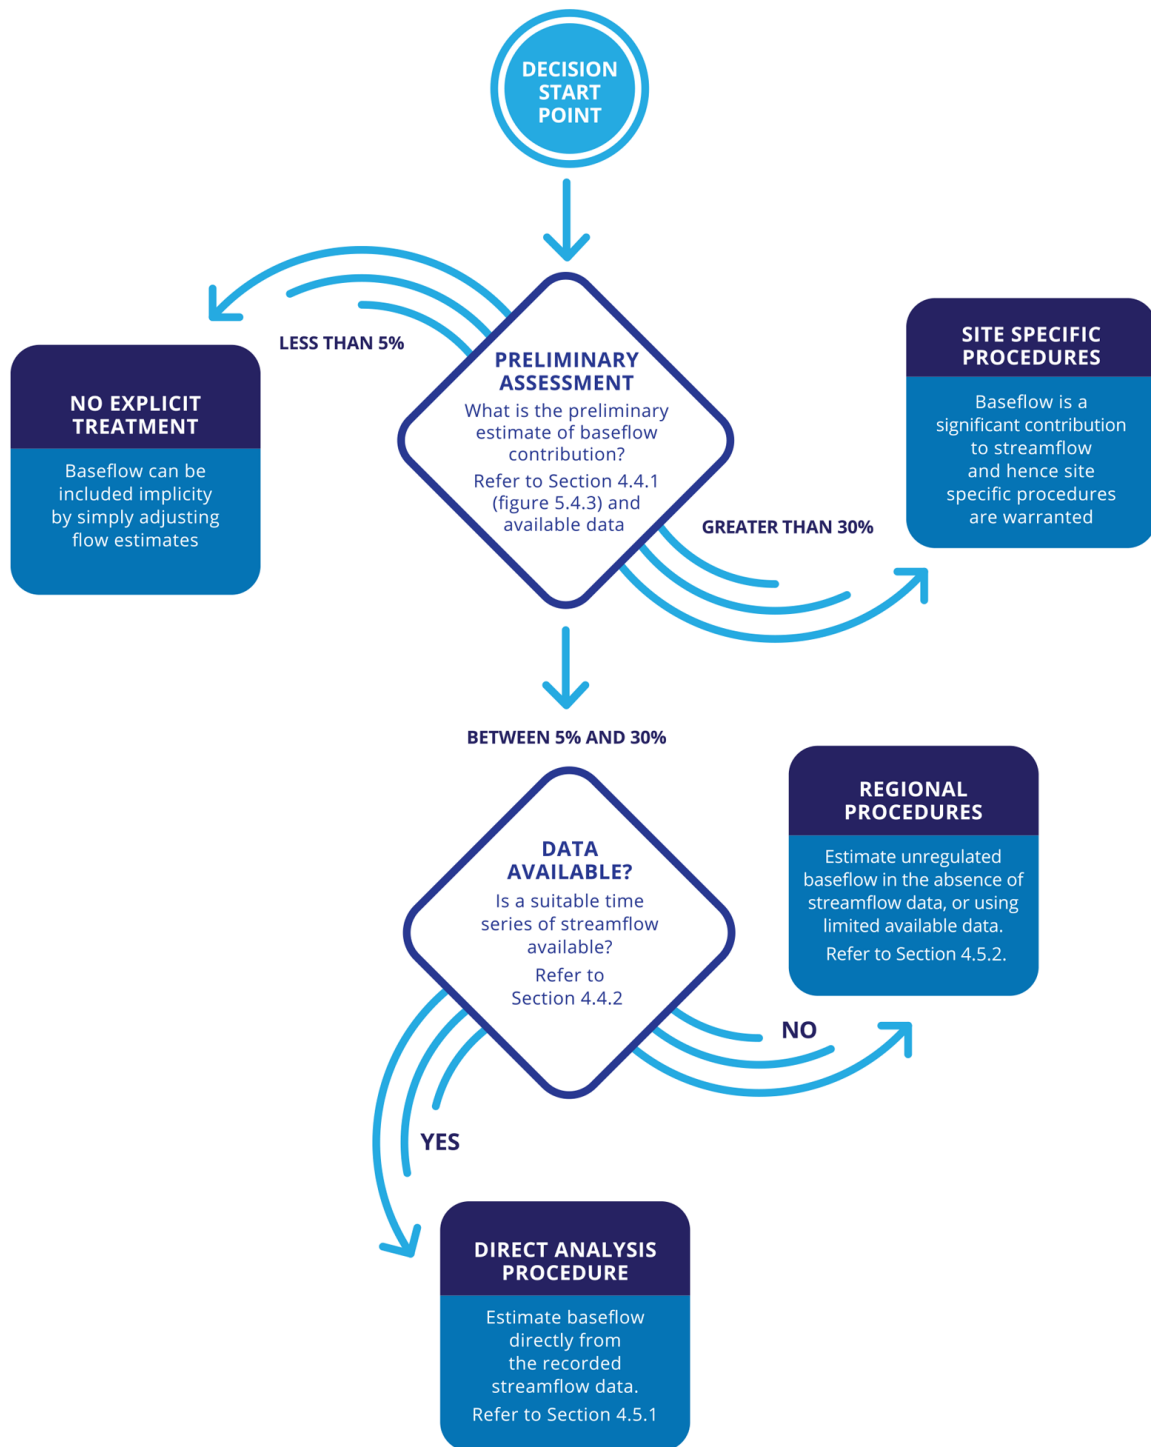 DECISION
START
POINT
LESS THAN 5%
NO EXPLICIT
TREATMENT
Baseflow can be
included implicity
by simply adjusting
flow estimates
PRELIMINARY
ASSESSMENT
What is the preliminary
estimate of baseflow
contribution?
Refer to Section 4.4.1
(figure 5.4.3) and
available data
GREATER THAN 30%
SITE SPECIFIC
PROCEDURES
Baseflow is a
significant contribution
to streamflow
and hence site
specific procedures
are warranted
BETWEEN 5% AND 30%
DATA
AVAILABLE?
Is a suitable time
series of streamflow
available?
Refer to
Section 4.4.2
REGIONAL
PROCEDURES
Estimate unregulated
baseflow in the absence of
streamflow data, or using
limited available data.
Refer to Section 4.5.2.
NO
YES
DIRECT ANALYSIS
PROCEDURE
Estimate baseflow
directly from
the recorded
streamflow data.
Refer to Section 4.5.1